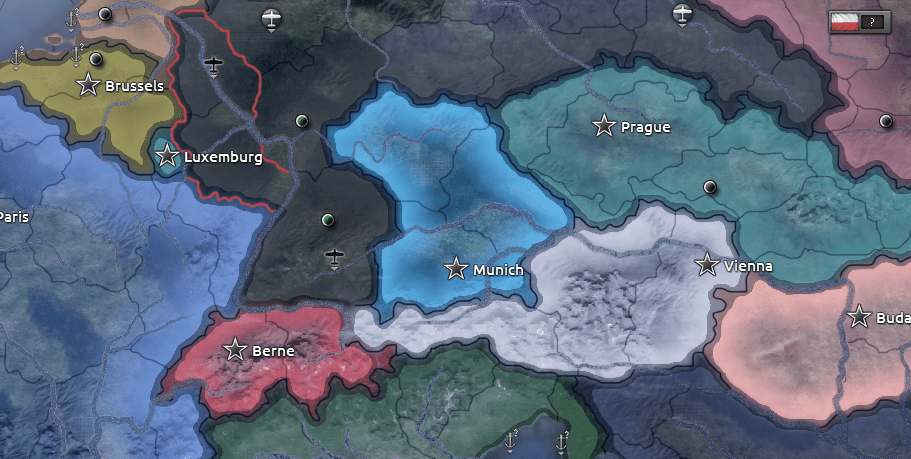 ?
Brussels
Prague
Luxemburg
Paris
Munich
Vienna
Buda
Berne